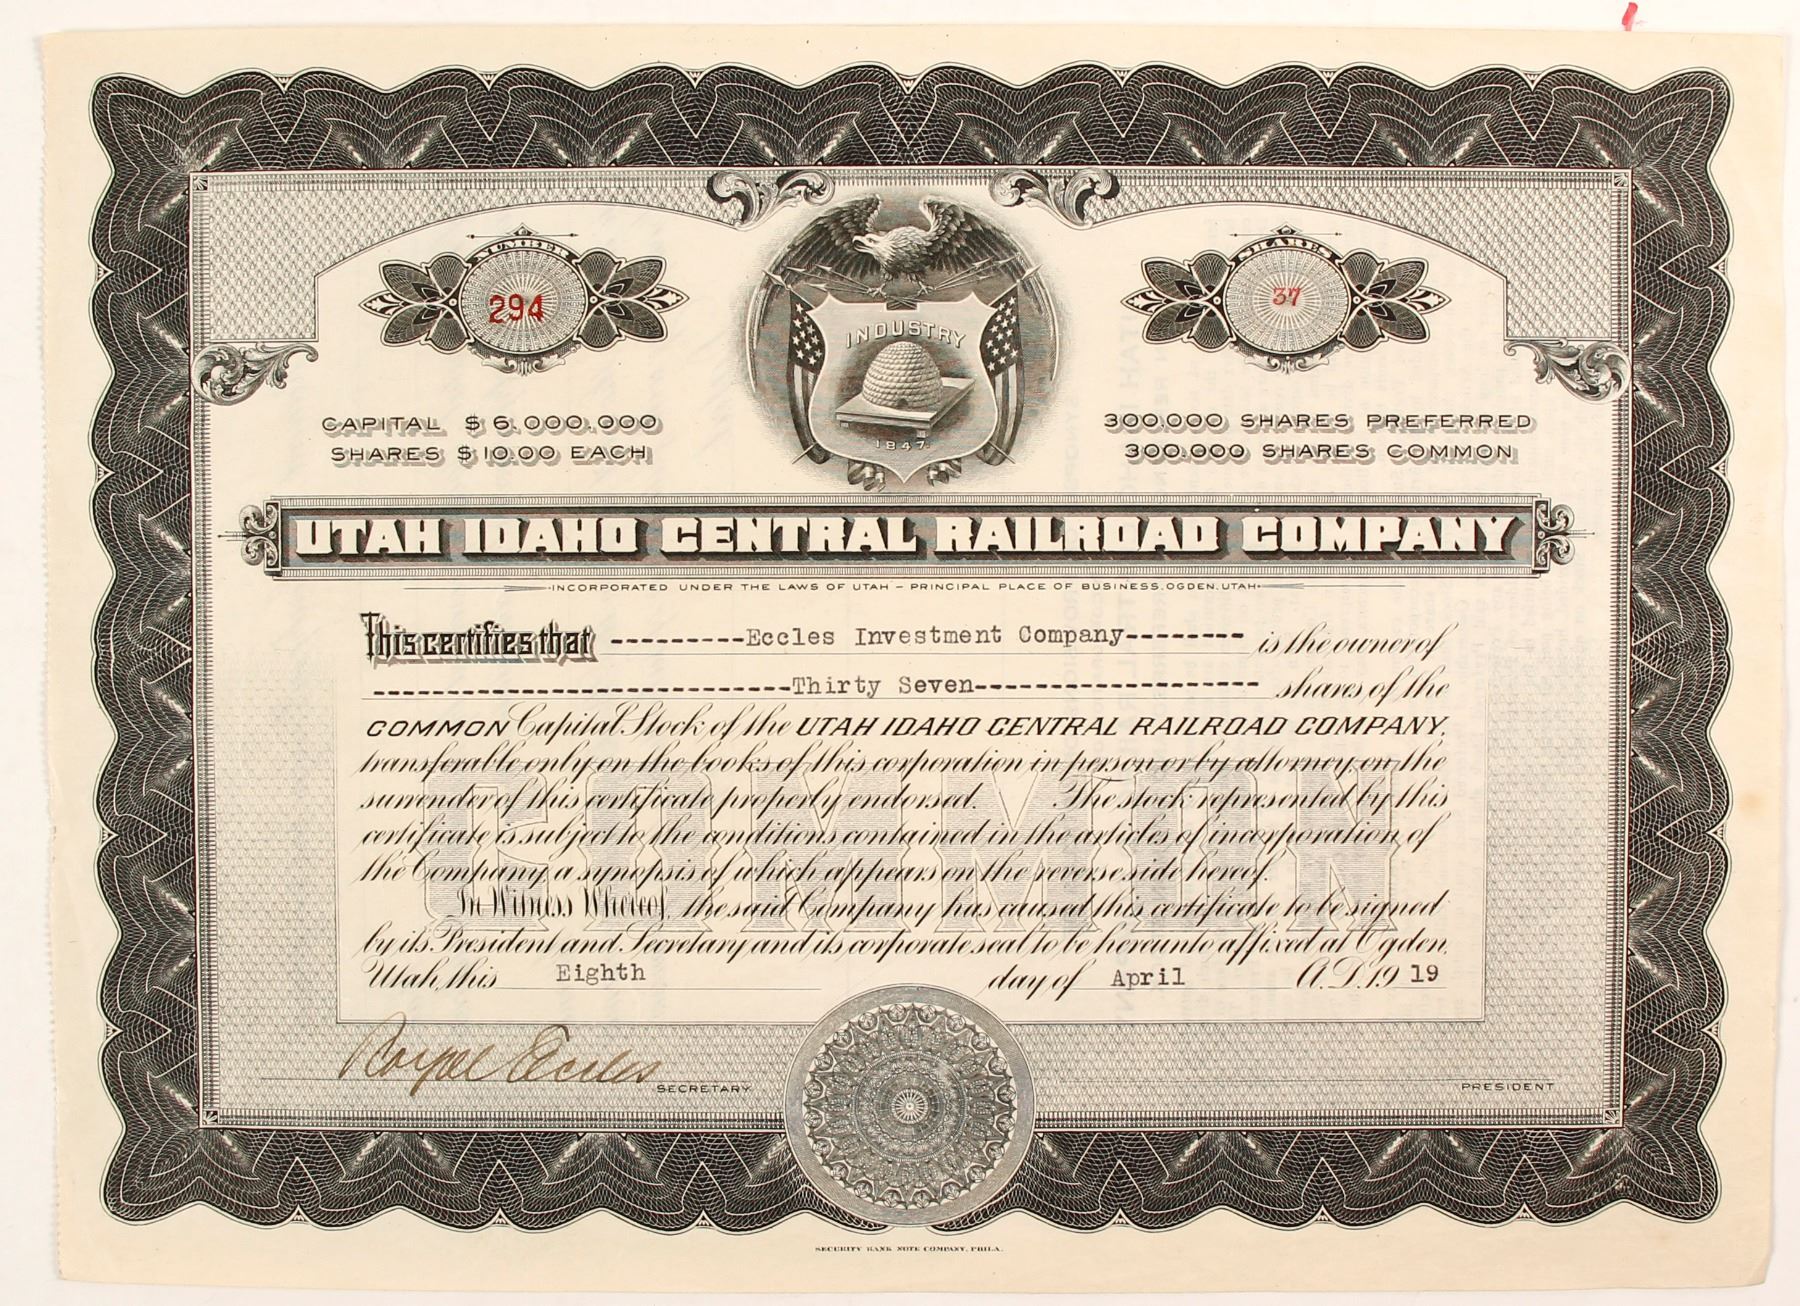 NUMBER
294
SHARES
37
INDUSTRY
1847
CAPITAL $6.000.000
SHARES $10.00 EACH
300.000 SHARES PREFERRED
300.000 SHARES COMMON
UTAH IDAHO CENTRAL RAILROAD COMPANY
INCORPORATED UNDER THE LAWS OF UTAH - PRINCIPAL PLACE OF BUSINESS, OGDEN, UTAH
This certifies that ---------Eccles Investment Company-------- is the owner of
----------------------------Thirty Seven------------------- shares of the
COMMON Capital Stock of the UTAH IDAHO CENTRAL RAILROAD COMPANY,
transferable only on the books of this corporation in person or by attorney, on the
surrender of this certificate properly endorsed. The stock represented by this
certificate is subject to the conditions contained in the articles of incorporation of
the Company, a synopsis of which appears on the reverse side hereof.
In Witness Whereof, the said Company has caused this certificate to be signed
by its President and Secretary and its corporate seal to be hereunto affixed at Ogden,
Utah, this Eighth day of April A.D. 1919
COMMON
Royal Eccles
SECRETARY
PRESIDENT
SECURITY BANK NOTE COMPANY, PHILA.